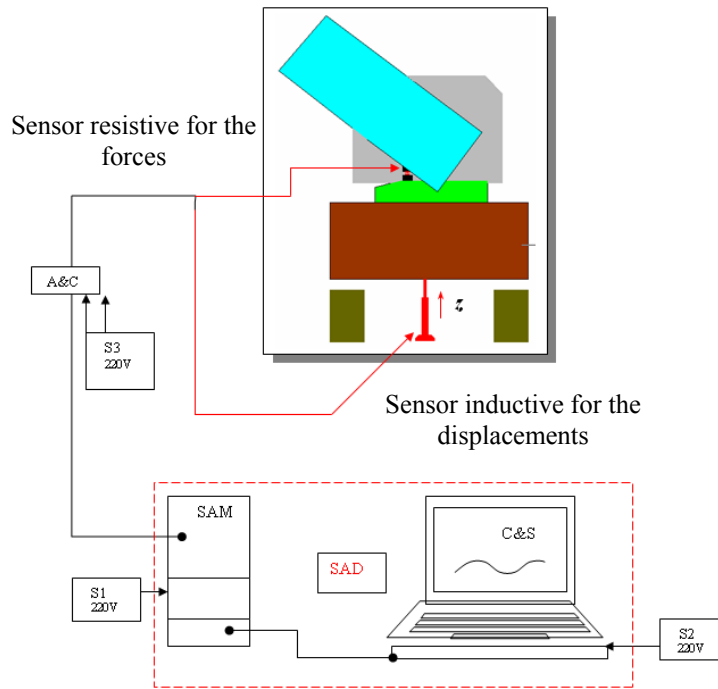 Sensor resistive for the
forces
A&C
S3
220V
z
Sensor inductive for the
displacements
SAM
C&S
SAD
S1
220V
S2
220V